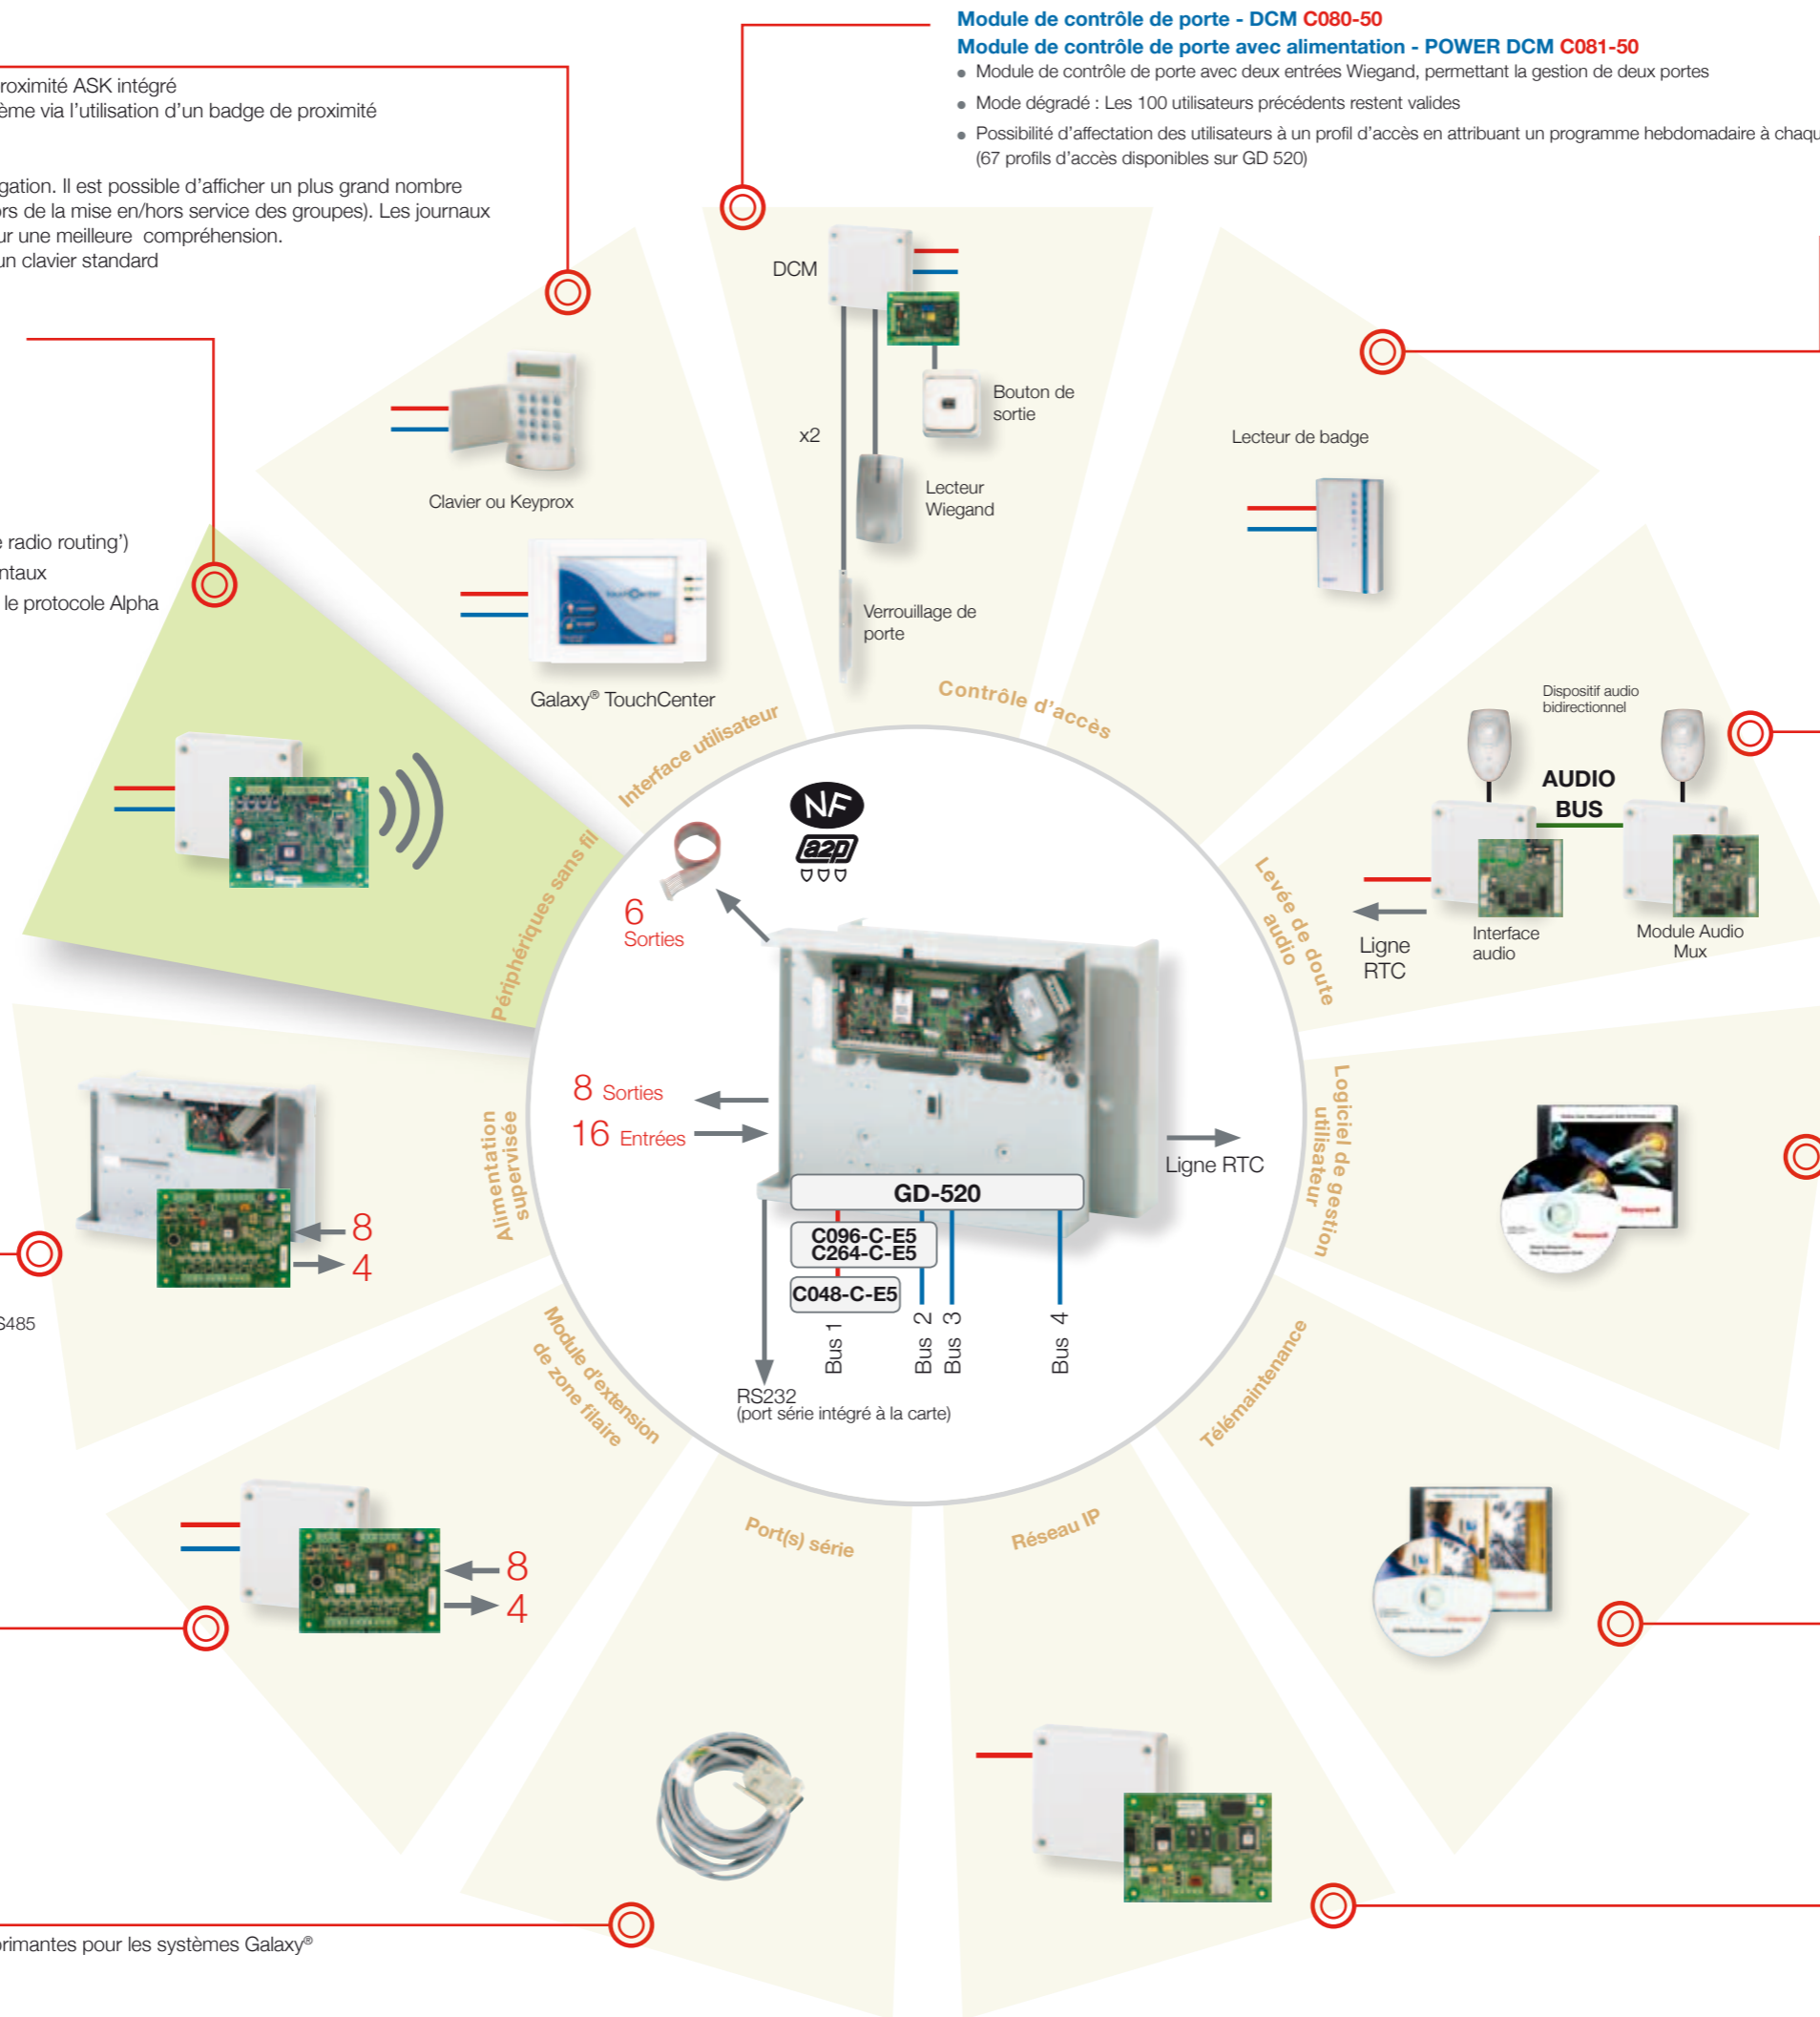 Module de contrôle de porte - DCM C080-50
Module de contrôle de porte avec alimentation - POWER DCM C081-50
• Module de contrôle de porte avec deux entrées Wiegand, permettant la gestion de deux portes
• Mode dégradé : Les 100 utilisateurs précédents restent valides
• Possibilité d'affectation des utilisateurs à un profil d'accès en attribuant un programme hebdomadaire à chaqu
(67 profils d'accès disponibles sur GD 520)
roximité ASK intégré
ème via l'utilisation d'un badge de proximité
gation. Il est possible d'afficher un plus grand nombre
ors de la mise en/hors service des groupes). Les journaux
ur une meilleure compréhension.
un clavier standard
e radio routing')
ntaux
le protocole Alpha
DCM
Bouton de
sortie
x2
Lecteur
Wiegand
Verrouillage de
porte
Clavier ou Keyprox
Galaxy® TouchCenter
Lecteur de badge
Dispositif audio
bidirectionnel
AUDIO
BUS
Ligne
RTC
Interface
audio
Module Audio
Mux
Interface utilisateur
Contrôle d'accès
Périphériques sans fil
Levée de doute
audio
NF
a2p
6
Sorties
8 Sorties
16 Entrées
Ligne RTC
GD-520
C096-C-E5
C264-C-E5
C048-C-E5
Bus 1
Bus 2
Bus 3
Bus 4
RS232
(port série intégré à la carte)
Alimentation
supervisée
Logiciel de gestion
utilisateur
8
4
S485
Module d'extension
de zone filaire
Télémaintenance
8
4
Port(s) série
Réseau IP
Honeywell
primantes pour les systèmes Galaxy®